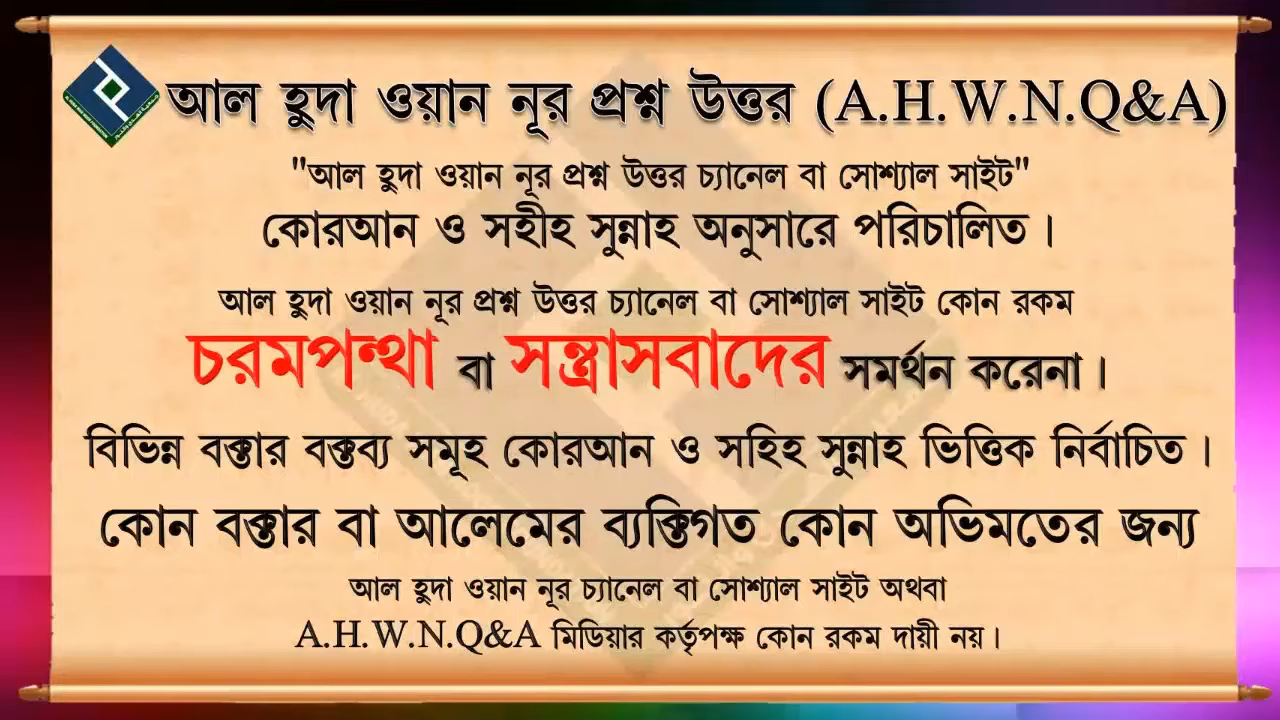 আল হুদা ওয়ান নূর প্রশ্ন উত্তর (A.H.W.N.Q&A)
"আল হুদা ওয়ান নূর প্রশ্ন উত্তর চ্যানেল বা সোশ্যাল সাইট"
কোরআন ও সহীহ সুন্নাহ অনুসারে পরিচালিত।
আল হুদা ওয়ান নূর প্রশ্ন উত্তর চ্যানেল বা সোশ্যাল সাইট কোন রকম
চরমপন্থা বা সন্ত্রাসবাদের সমর্থন করেনা।
বিভিন্ন বক্তার বক্তব্য সমূহ কোরআন ও সহিহ সুন্নাহ ভিত্তিক নির্বাচিত।
কোন বক্তার বা আলেমের ব্যক্তিগত কোন অভিমতের জন্য
আল হুদা ওয়ান নূর চ্যানেল বা সোশ্যাল সাইট অথবা
A.H.W.N.Q&A মিডিয়ার কর্তৃপক্ষ কোন রকম দায়ী নয়।